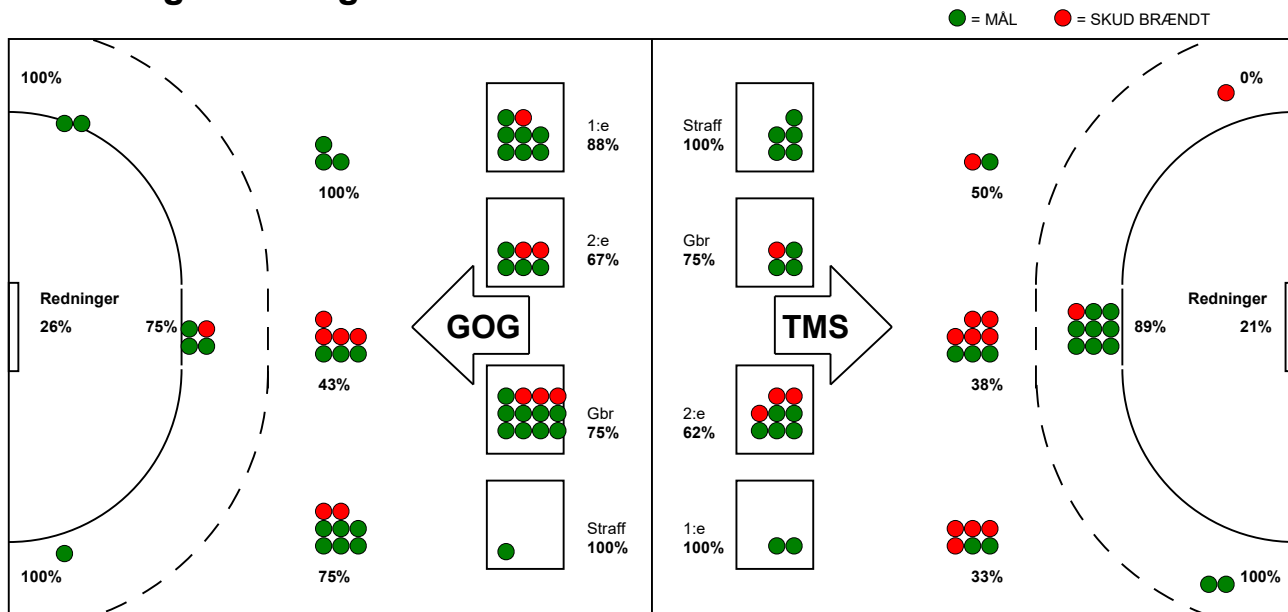 = MÅL = SKUD BRÆNDT
100%
0%
1:e
88%
Straff
100%
100%
50%
2:e
67%
Gbr
75%
Redninger
26%
75%
GOG
TMS
89%
Redninger
21%
43%
38%
Gbr
75%
2:e
62%
Straff
100%
1:e
100%
100%
75%
33%
100%